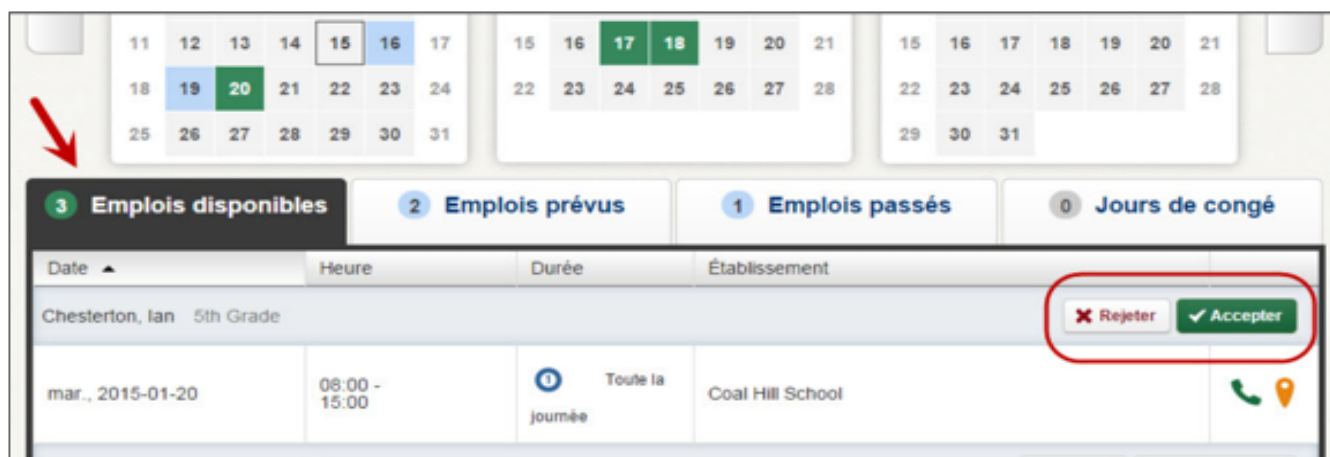 11 12 13 14 15 16 17 15 16 17 18 19 20 21 15 16 17 18 19 20 21
18 19 20 21 22 23 24 22 23 24 25 26 27 28 22 23 24 25 26 27 28
25 26 27 28 29 30 31 29 30 31
3 Emplois disponibles 2 Emplois prévus 1 Emplois passés 0 Jours de congé
Date Heure Durée Établissement
Chesterton, Ian 5th Grade Rejeter Accepter
mar., 2015-01-20 08:00 - 15:00 1 Toute la journée Coal Hill School